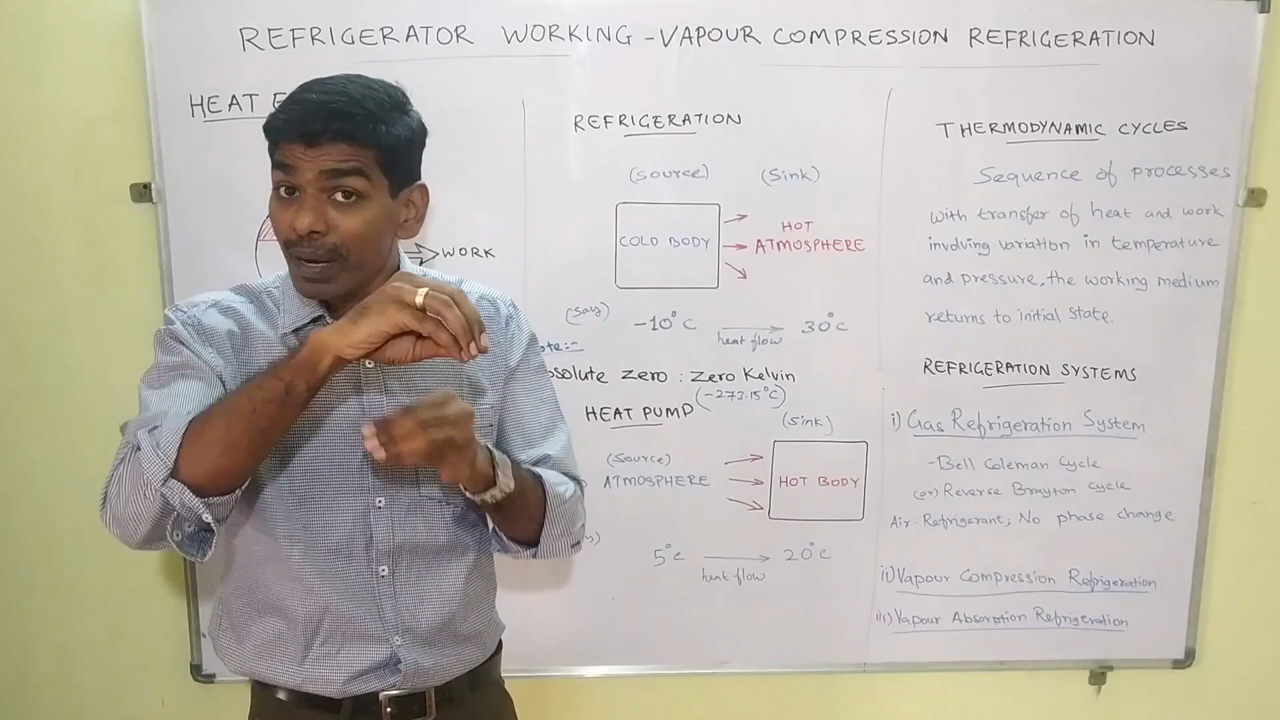 REFRIGERATOR WORKING - VAPOUR COMPRESSION REFRIGERATION
HEAT
WORK
REFRIGERATION
(Source) (Sink)
COLD BODY
HOT
ATMOSPHERE
(say) -10°C heat flow 30°C
Zero : Zero Kelvin
(-273.15°C)
HEAT PUMP
(Sink)
(Source)
ATMOSPHERE
HOT BODY
5°c heat flow 20°C
THERMODYNAMIC CYCLES
Sequence of processes
with transfer of heat and work
involving variation in temperature
and pressure, the working medium
returns to initial state.
REFRIGERATION SYSTEMS
i) Gas Refrigeration System
-Bell Coleman Cycle
(or) Reverse Brayton cycle
Air-Refrigerant; No phase change
ii) Vapour Compression Refrigeration
iii) Vapour Absorption Refrigeration